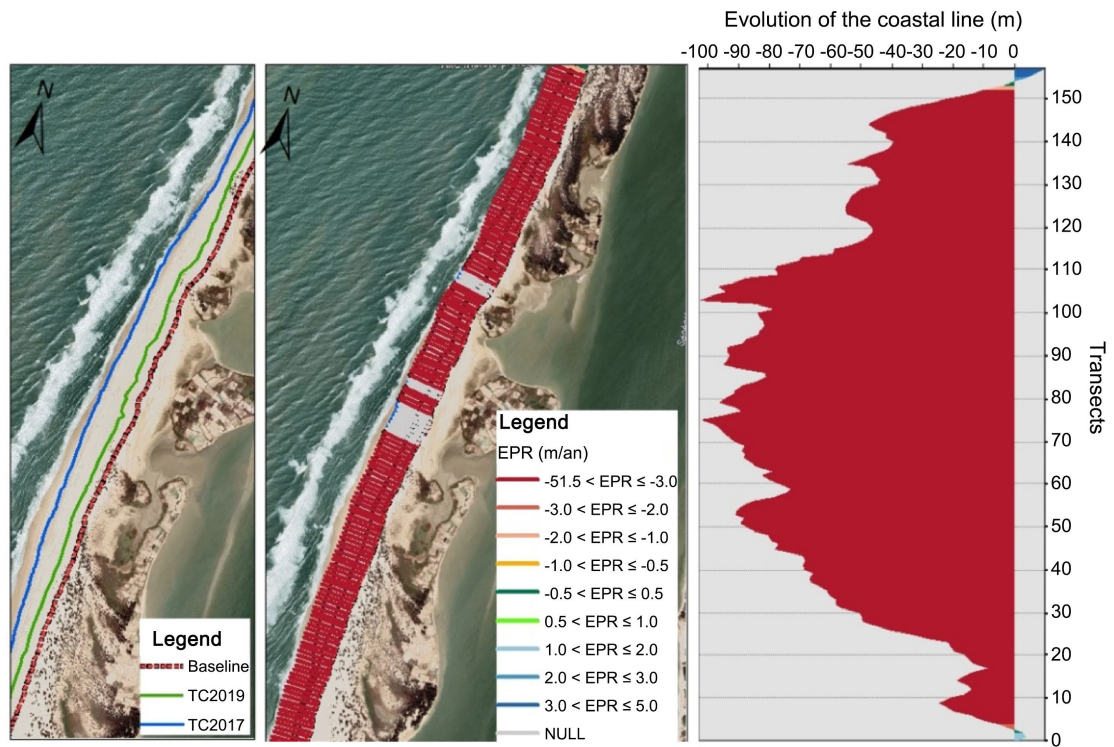 N
Legend
Baseline
TC2019
TC2017
N
Legend
EPR (m/an)
-51.5 < EPR ≤ -3.0
-3.0 < EPR ≤ -2.0
-2.0 < EPR ≤ -1.0
-1.0 < EPR ≤ -0.5
-0.5 < EPR ≤ 0.5
0.5 < EPR ≤ 1.0
1.0 < EPR ≤ 2.0
2.0 < EPR ≤ 3.0
3.0 < EPR ≤ 5.0
NULL
Evolution of the coastal line (m)
-100 -90 -80 -70 -60 -50 -40 -30 -20 -10 0
150
140
130
120
110
100
90
80
70
60
50
40
30
20
10
0
Transects